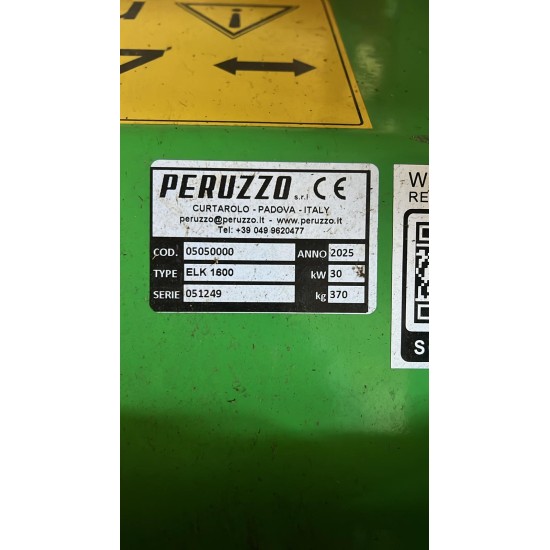 PERUZZO s.r.l CE
CURTAROLO - PADOVA - ITALY
peruzzo@peruzzo.it - www.peruzzo.it
Tel: +39 049 9620477
COD. 05050000 ANNO 2025
TYPE ELK 1600 kW 30
SERIE 051249 kg 370
W
RE
S